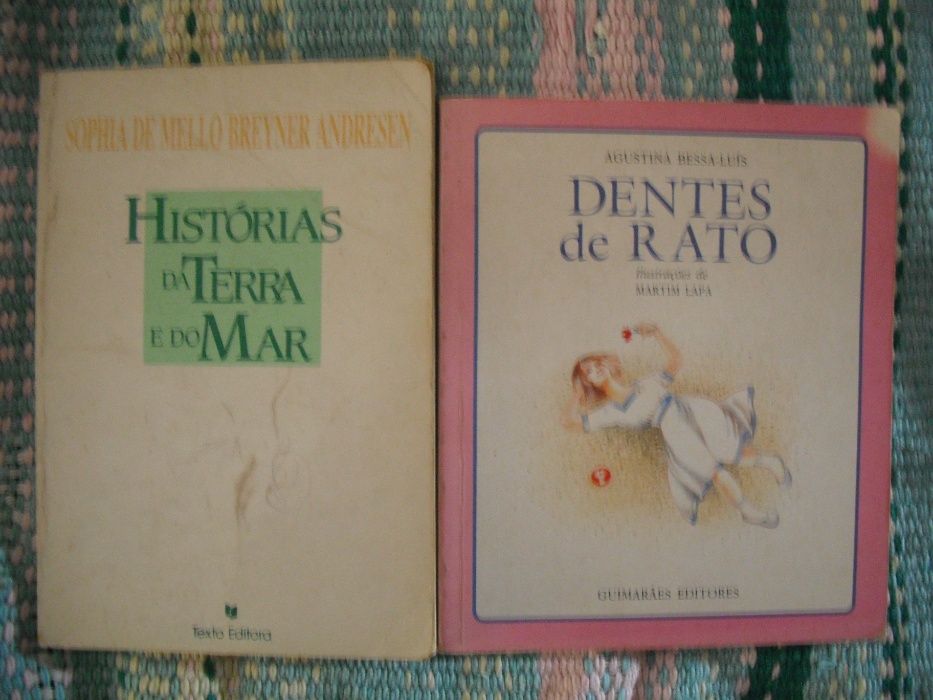 SOPHIA DE MELLO BREYNER ANDRESEN
HISTÓRIAS
DA TERRA
E DO MAR
Texto Editora
AGUSTINA BESSA-LUÍS
DENTES
de RATO
ilustrações de
MARTIM LAPA
GUIMARÃES EDITORES